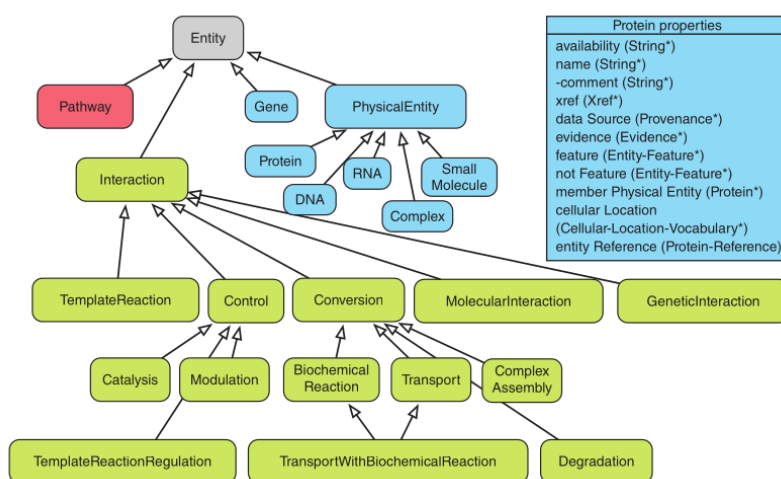 Entity
Protein properties
availability (String*)
name (String*)
-comment (String*)
xref (Xref*)
data Source (Provenance*)
evidence (Evidence*)
feature (Entity-Feature*)
not Feature (Entity-Feature*)
member Physical Entity (Protein*)
cellular Location
(Cellular-Location-Vocabulary*)
entity Reference (Protein-Reference)
Pathway
Gene
PhysicalEntity
Protein
DNA
RNA
Complex
Small
Molecule
Interaction
TemplateReaction
Control
Conversion
MolecularInteraction
GeneticInteraction
Catalysis
Modulation
Biochemical
Reaction
Transport
Complex
Assembly
TemplateReactionRegulation
TransportWithBiochemicalReaction
Degradation